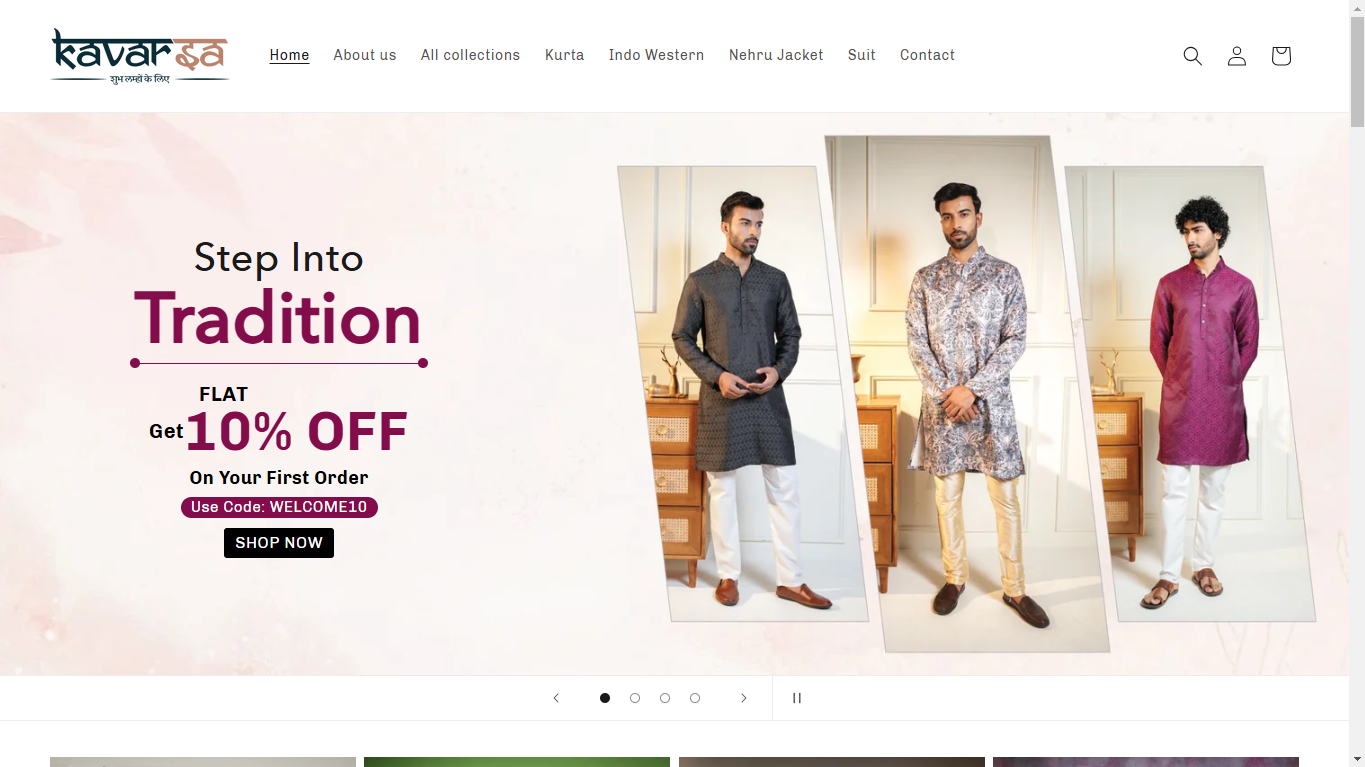 kavarsa
शुभ लम्हों के लिए
Home About us All collections Kurta Indo Western Nehru Jacket Suit Contact
Step Into
Tradition
FLAT
Get 10% OFF
On Your First Order
Use Code: WELCOME10
SHOP NOW